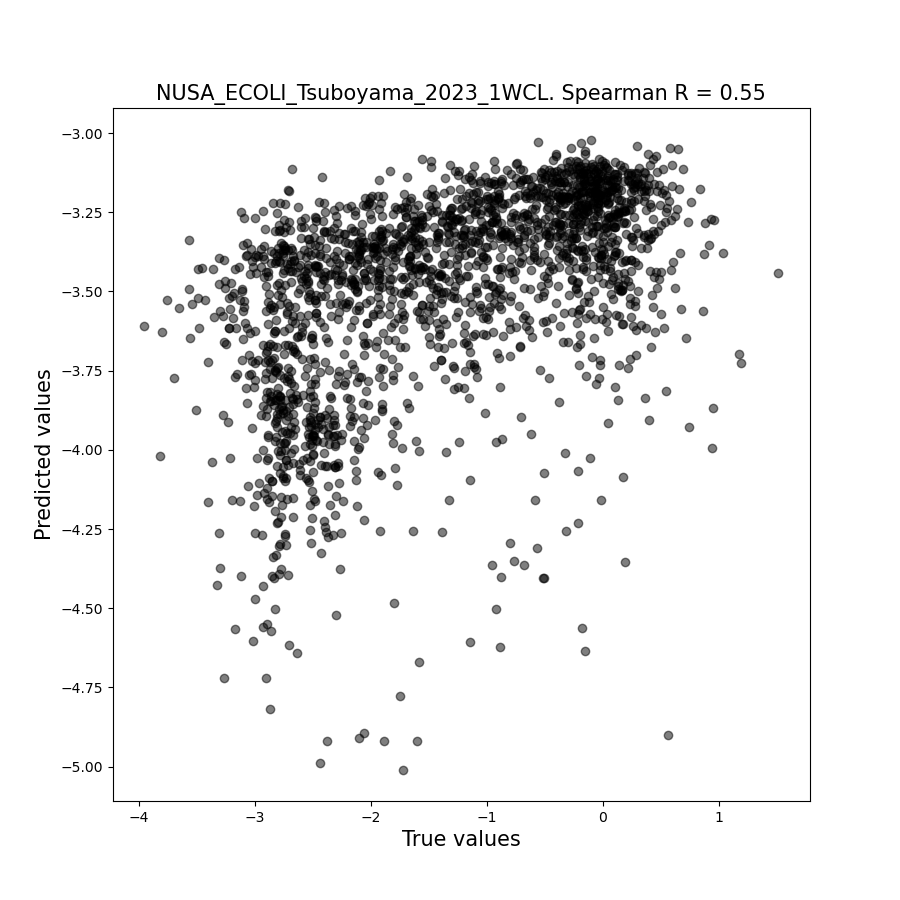 NUSA_ECOLI_Tsuboyama_2023_1WCL. Spearman R = 0.55
−3.00
−3.25
−3.50
−3.75
−4.00
−4.25
−4.50
−4.75
−5.00
Predicted values
−4 −3 −2 −1 0 1
True values